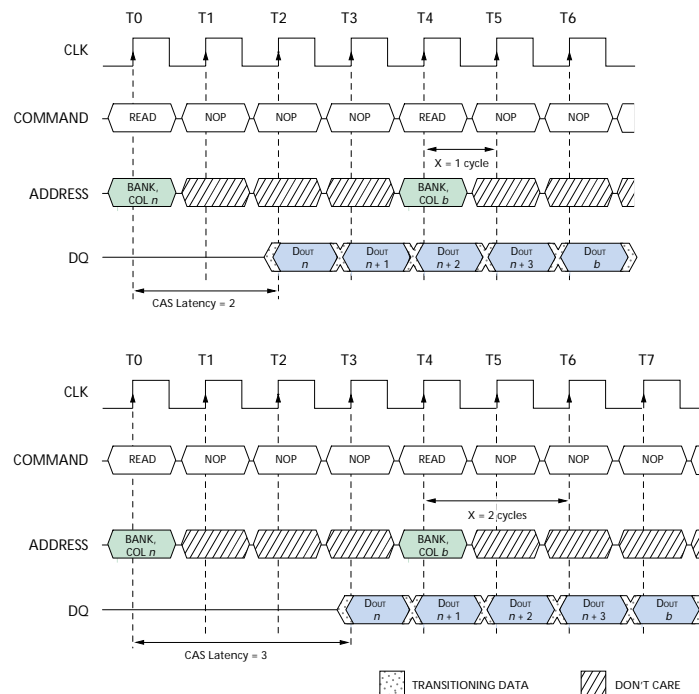 T0 T1 T2 T3 T4 T5 T6
CLK
COMMAND READ NOP NOP NOP READ NOP NOP
X = 1 cycle
ADDRESS BANK, COL n BANK, COL b
DQ DOUT n DOUT n + 1 DOUT n + 2 DOUT n + 3 DOUT b
CAS Latency = 2
T0 T1 T2 T3 T4 T5 T6 T7
CLK
COMMAND READ NOP NOP NOP READ NOP NOP NOP
X = 2 cycles
ADDRESS BANK, COL n BANK, COL b
DQ DOUT n DOUT n + 1 DOUT n + 2 DOUT n + 3 DOUT b
CAS Latency = 3
TRANSITIONING DATA DON'T CARE